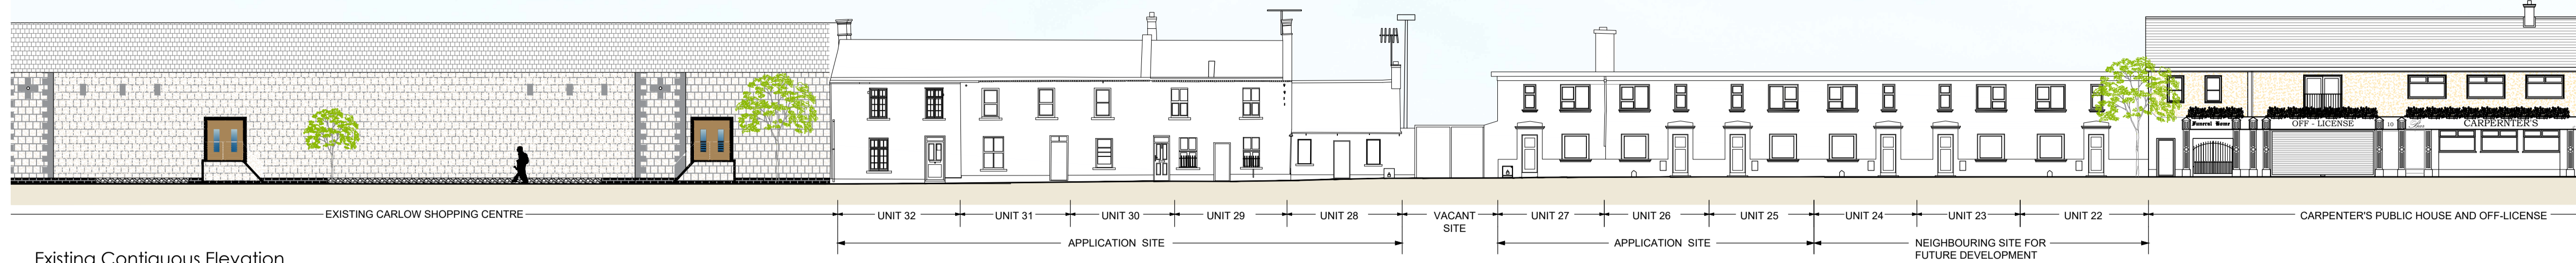 Funeral Home
OFF - LICENSE
10
CARPERNTER'S
EXISTING CARLOW SHOPPING CENTRE
UNIT 32
UNIT 31
UNIT 30
UNIT 29
UNIT 28
VACANT
SITE
UNIT 27
UNIT 26
UNIT 25
UNIT 24
UNIT 23
UNIT 22
CARPENTER'S PUBLIC HOUSE AND OFF-LICENSE
APPLICATION SITE
APPLICATION SITE
NEIGHBOURING SITE FOR
FUTURE DEVELOPMENT
Existing Contiguous Elevation